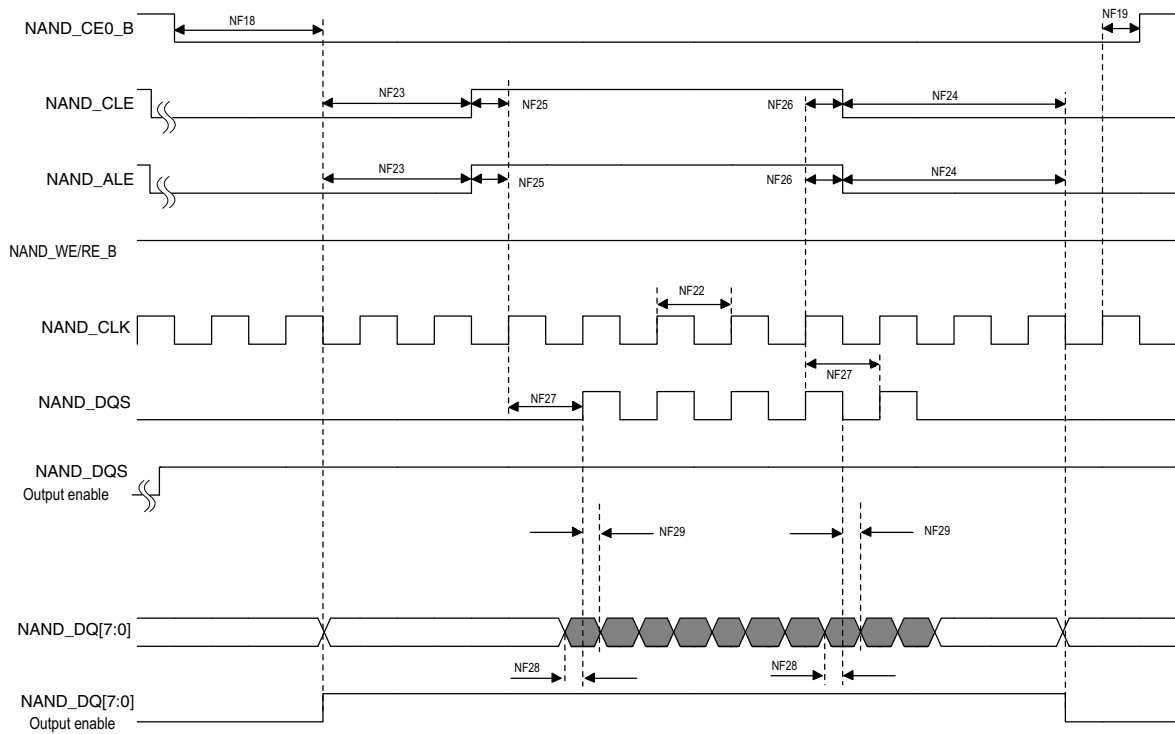 NF18
NF19
NAND_CE0_B
NF23
NF25
NF26
NF24
NAND_CLE
NF23
NF25
NF26
NF24
NAND_ALE
NAND_WE/RE_B
NF22
NAND_CLK
NF27
NF27
NAND_DQS
NAND_DQS
Output enable
NF29
NF29
NAND_DQ[7:0]
NF28
NF28
NAND_DQ[7:0]
Output enable